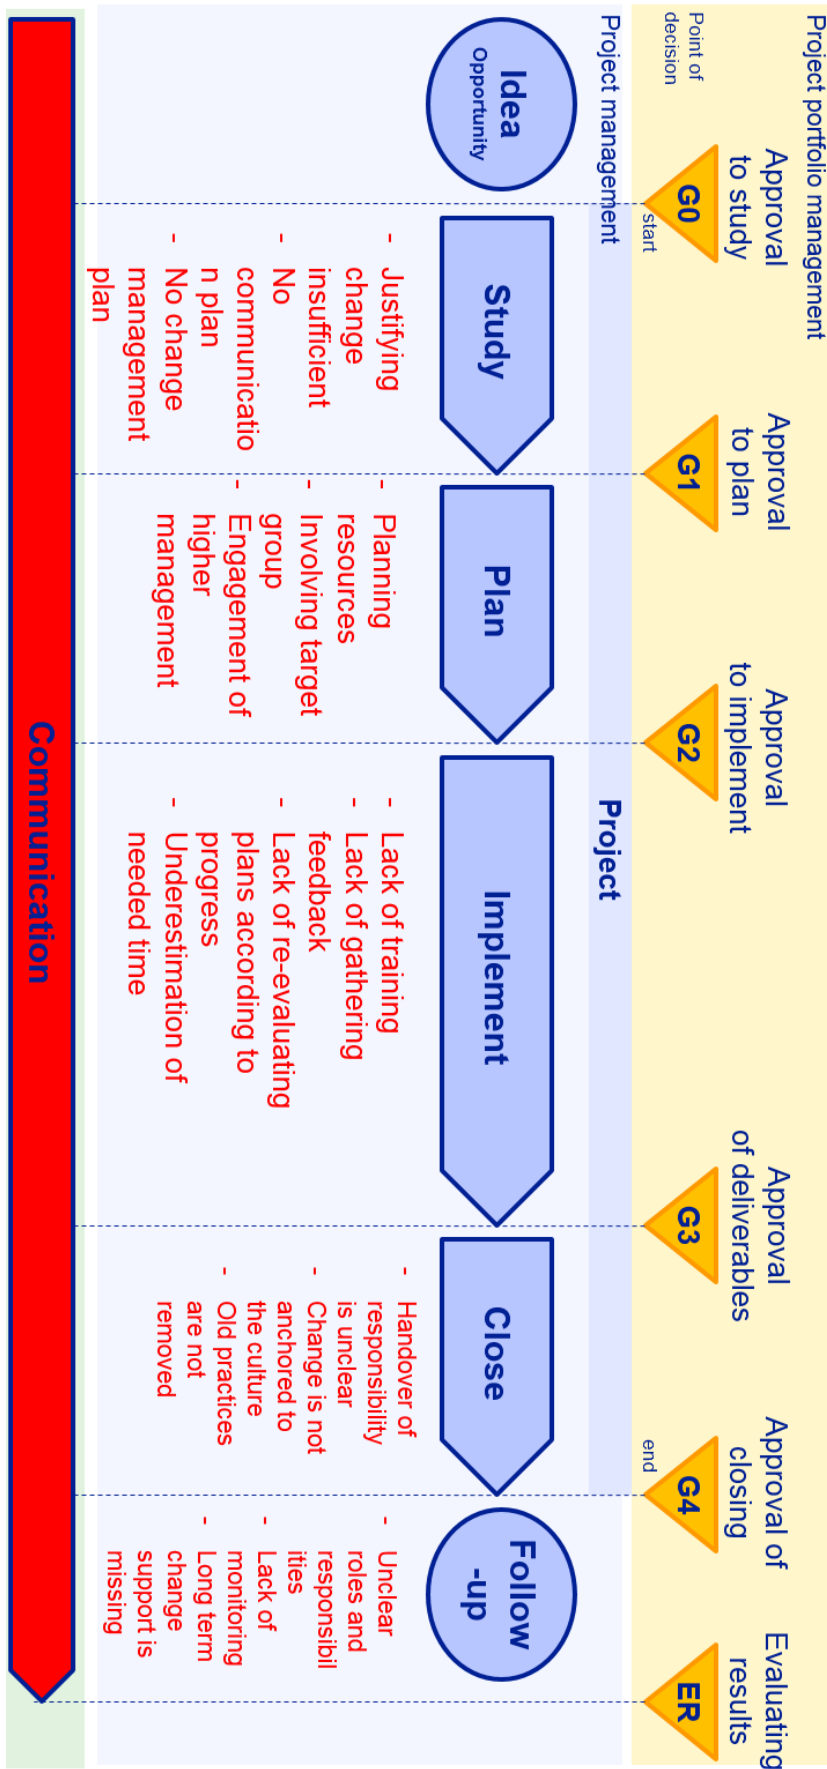 Project portfolio management
Point of
decision
Approval
to study
Approval
to plan
Approval
to implement
Approval
of deliverables
Approval of
closing
Evaluating
results
G0
G1
G2
G3
G4
ER
start
end
Project management
Project
Idea
Opportunity
Study
Plan
Implement
Close
Follow
-up
- Justifying
change
insufficient
- No
communicatio
n plan
- No change
management
plan
- Planning
resources
- Involving target
group
- Engagement of
higher
management
- Lack of training
- Lack of gathering
feedback
- Lack of re-evaluating
plans according to
progress
- Underestimation of
needed time
- Handover of
responsibility
is unclear
- Change is not
anchored to
the culture
- Old practices
are not
removed
- Unclear
roles and
responsibil
ities
- Lack of
monitoring
- Long term
change
support is
missing
Communication